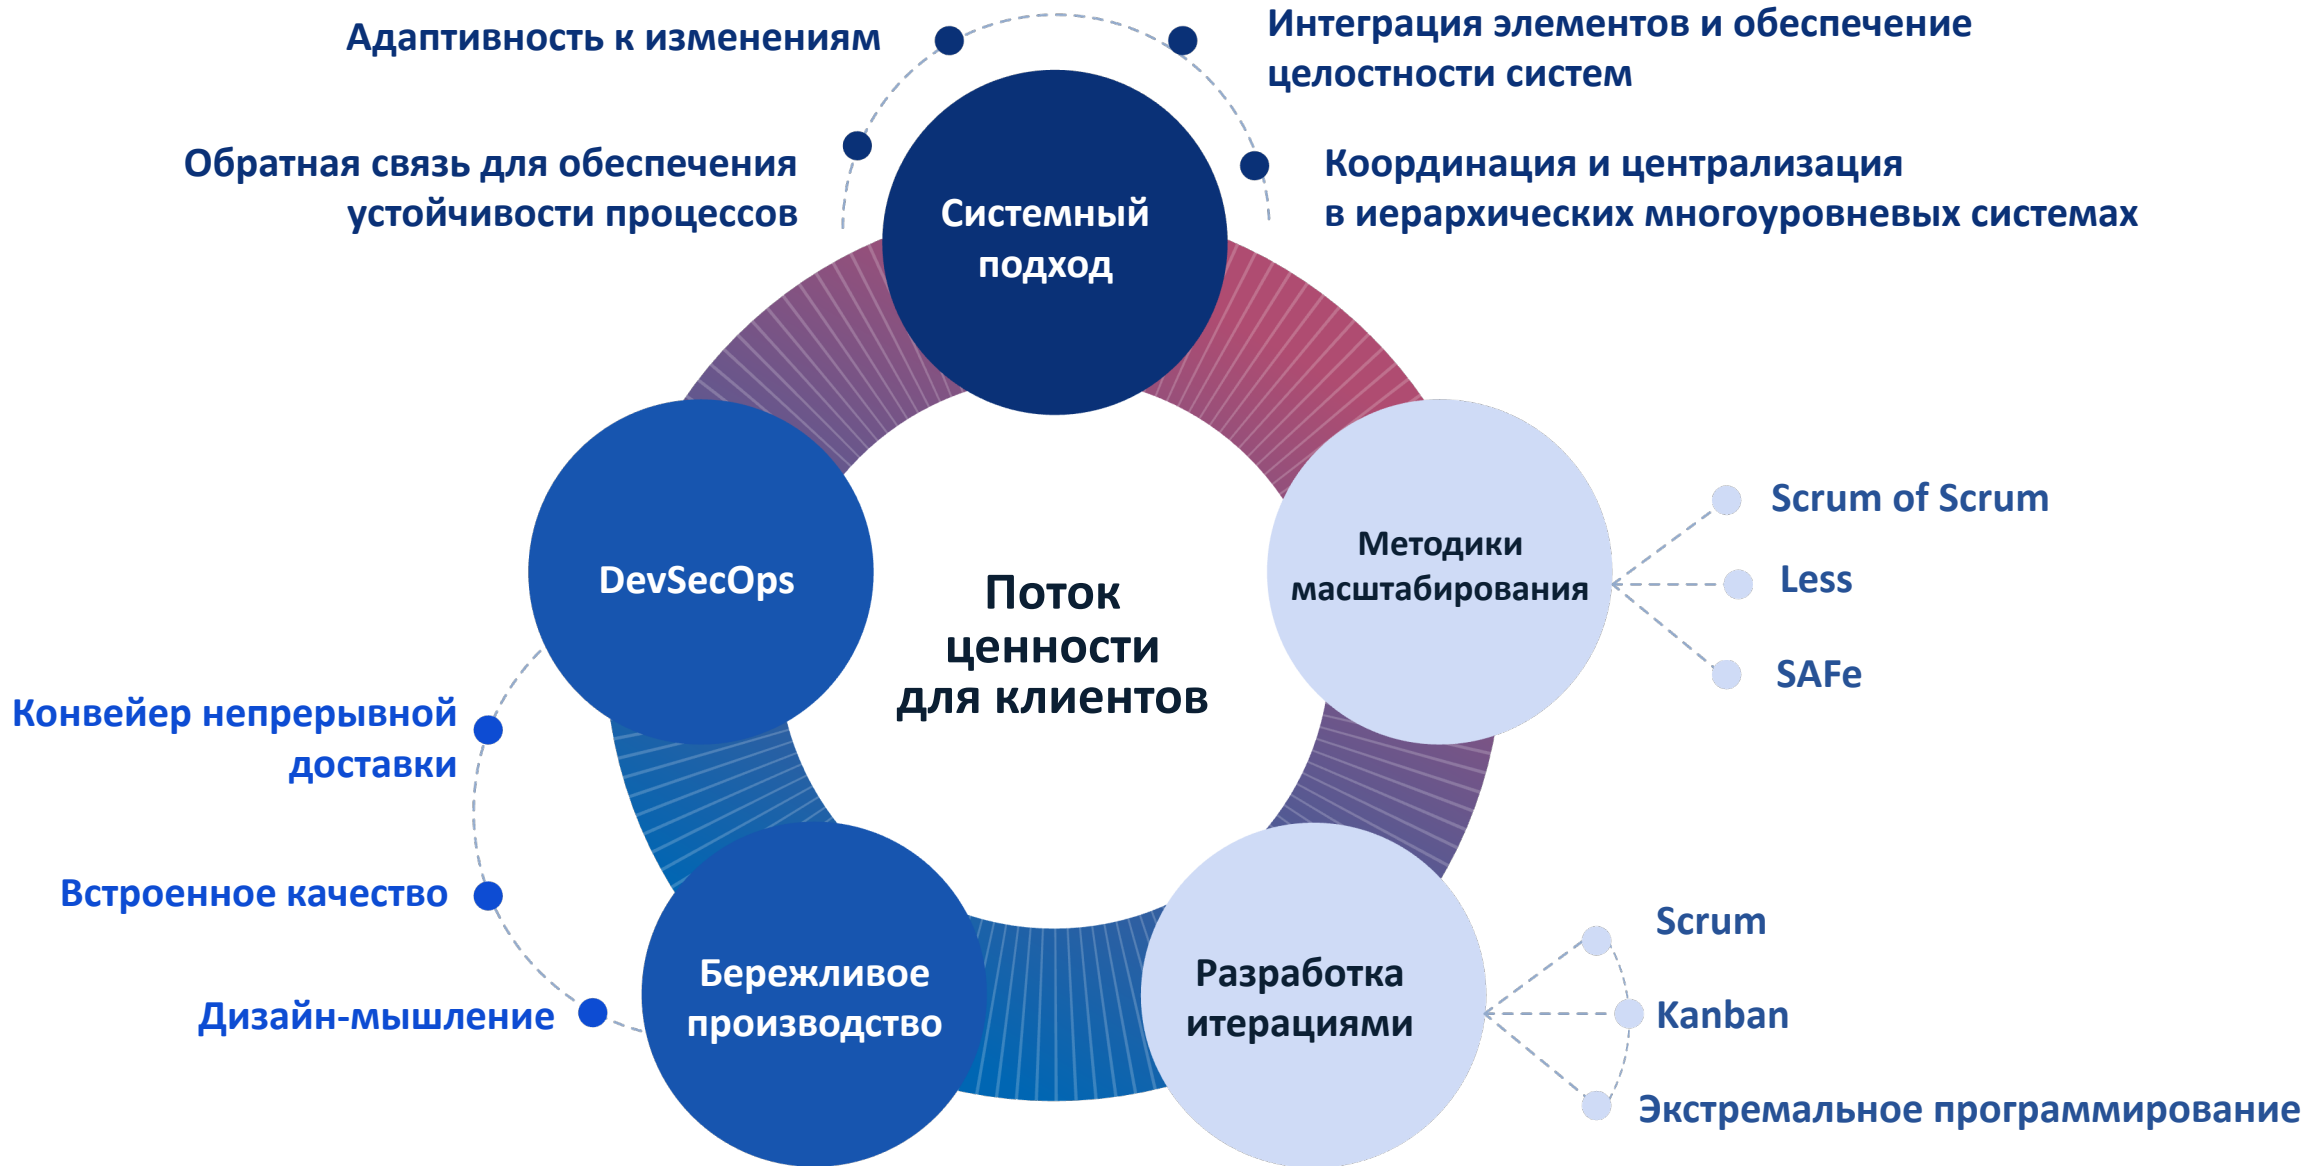 Адаптивность к изменениям
Интеграция элементов и обеспечение
целостности систем
Обратная связь для обеспечения
устойчивости процессов
Координация и централизация
в иерархических многоуровневых системах
Системный
подход
DevSecOps
Поток
ценности
для клиентов
Методики
масштабирования
Scrum of Scrum
Less
SAFe
Конвейер непрерывной
доставки
Встроенное качество
Дизайн-мышление
Бережливое
производство
Разработка
итерациями
Scrum
Kanban
Экстремальное программирование